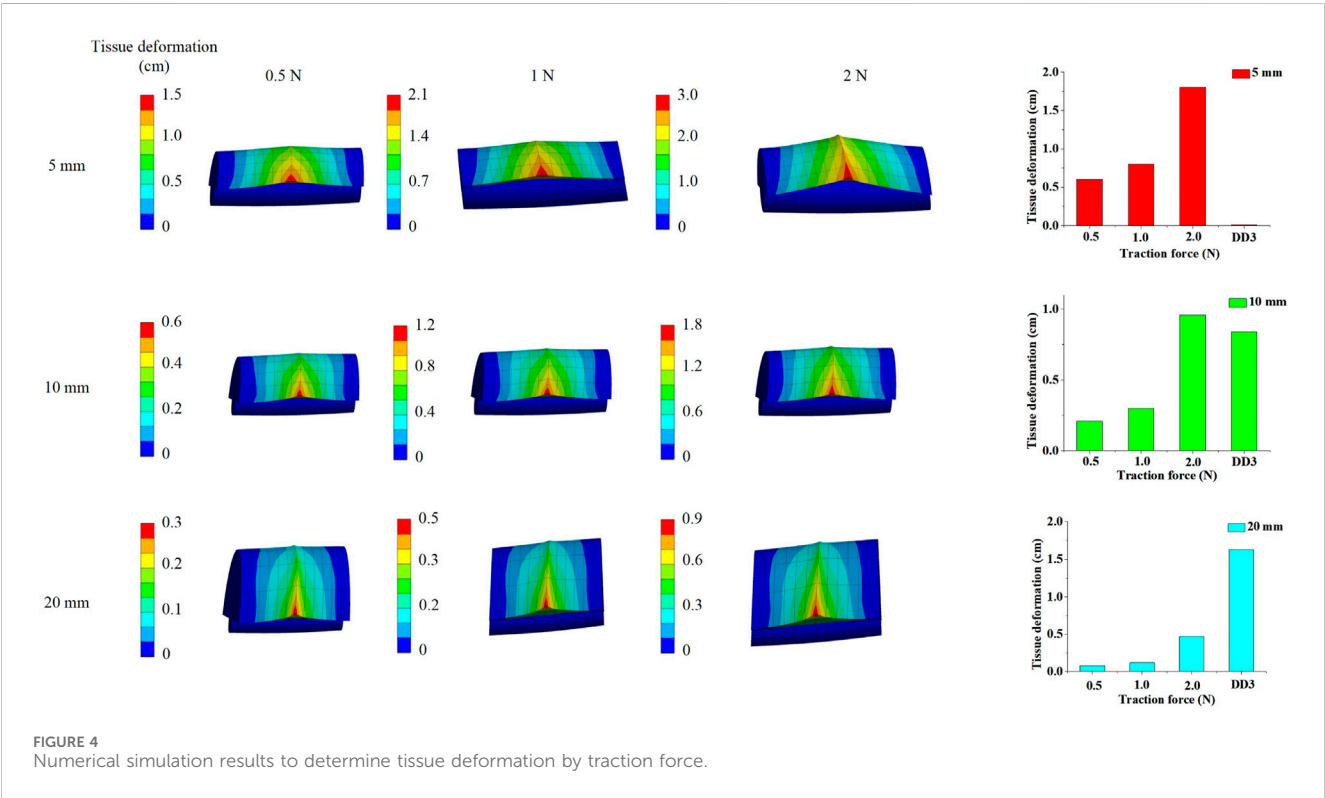 Tissue deformation
(cm)
0.5 N
1 N
2 N
5 mm
1.5
1.0
0.5
0
2.1
1.4
0.7
0
3.0
2.0
1.0
0
5 mm
2.0
1.5
1.0
0.5
0.0
Tissue deformation (cm)
0.5 1.0 2.0 DD3
Traction force (N)
10 mm
0.6
0.4
0.2
0
1.2
0.8
0.4
0
1.8
1.2
0.6
0
10 mm
1.0
0.5
0.0
Tissue deformation (cm)
0.5 1.0 2.0 DD3
Traction force (N)
20 mm
0.3
0.2
0.1
0
0.5
0.3
0.2
0
0.9
0.6
0.3
0
20 mm
2.0
1.5
1.0
0.5
0.0
Tissue deformation (cm)
0.5 1.0 2.0 DD3
Traction force (N)
FIGURE 4
Numerical simulation results to determine tissue deformation by traction force.